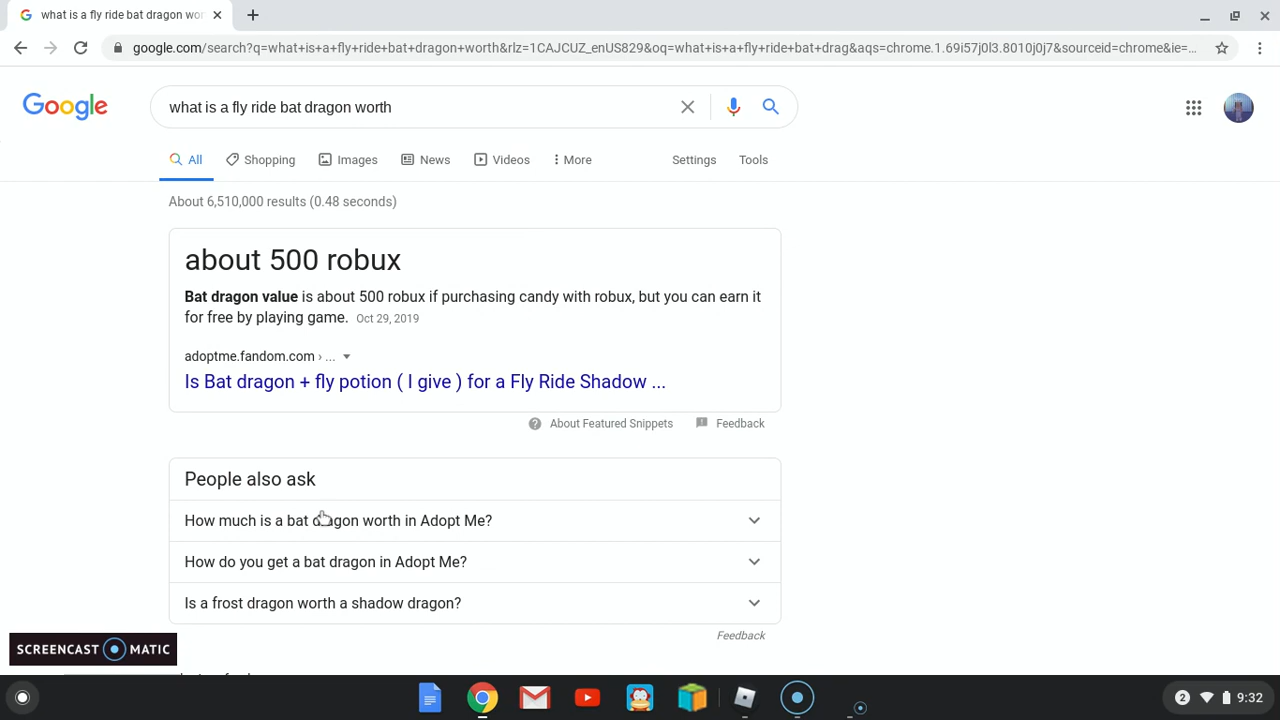 what is a fly ride bat dragon wor
google.com/search?q=what+is+a+fly+ride+bat+dragon+worth&rlz=1CAJCUZ_enUS829&oq=what+is+a+fly+ride+bat+drag&aqs=chrome.1.69i57j0l3.8010j0j7&sourceid=chrome&ie=...
Google
what is a fly ride bat dragon worth
All Shopping Images News Videos More Settings Tools
About 6,510,000 results (0.48 seconds)
about 500 robux
Bat dragon value is about 500 robux if purchasing candy with robux, but you can earn it
for free by playing game. Oct 29, 2019
adoptme.fandom.com › ...
Is Bat dragon + fly potion ( I give ) for a Fly Ride Shadow ...
About Featured Snippets Feedback
People also ask
How much is a bat dragon worth in Adopt Me?
How do you get a bat dragon in Adopt Me?
Is a frost dragon worth a shadow dragon?
Feedback
SCREENCAST MATIC
2 9:32